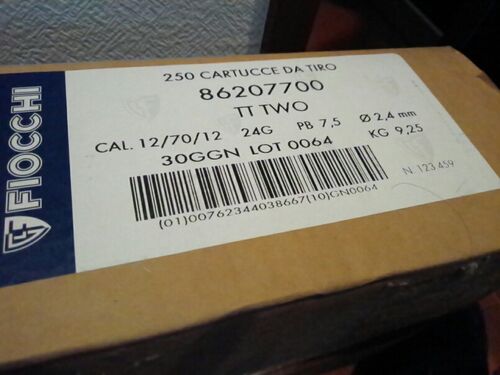 FIOCCHI
250 CARTUCCE DA TIRO
86207700
TT TWO
CAL. 12/70/12 24G PB 7,5 Ø 2,4 mm
30GGN LOT 0064 KG 9,25
(01)00762344038667(10)GN0064
N. 123.459